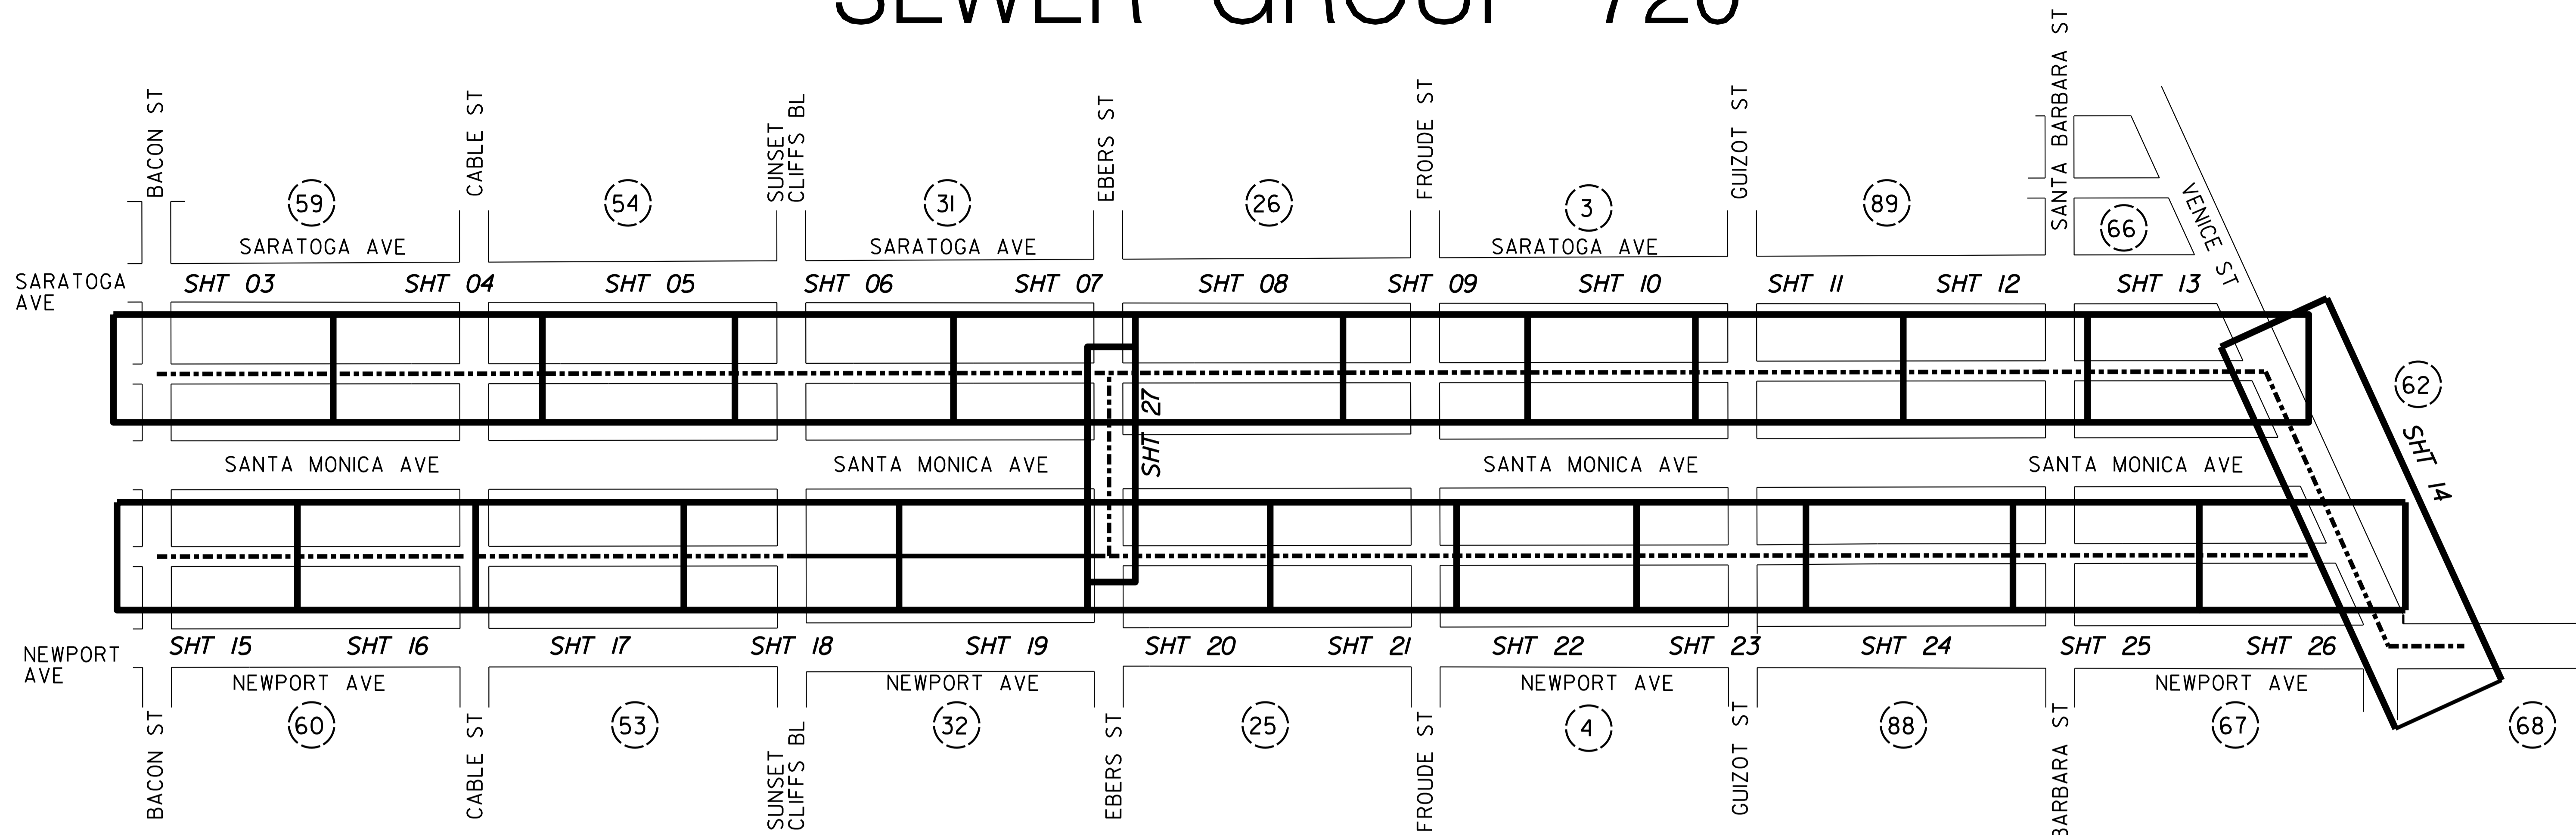 SEWER GROUP 726
BACON ST
CABLE ST
SUNSET
CLIFFS BL
EBERS ST
FROUDE ST
GUIZOT ST
SANTA BARBARA ST
VENICE ST
59
54
31
26
3
89
66
SARATOGA AVE
SARATOGA AVE
SARATOGA AVE
SARATOGA
AVE
SHT 03
SHT 04
SHT 05
SHT 06
SHT 07
SHT 08
SHT 09
SHT 10
SHT 11
SHT 12
SHT 13
SHT 27
62
SHT 14
SANTA MONICA AVE
SANTA MONICA AVE
SANTA MONICA AVE
SANTA MONICA AVE
NEWPORT
AVE
SHT 15
SHT 16
SHT 17
SHT 18
SHT 19
SHT 20
SHT 21
SHT 22
SHT 23
SHT 24
SHT 25
SHT 26
NEWPORT AVE
NEWPORT AVE
NEWPORT AVE
NEWPORT AVE
60
53
32
25
4
88
67
68
BACON ST
CABLE ST
SUNSET
CLIFFS BL
EBERS ST
FROUDE ST
GUIZOT ST
BARBARA ST